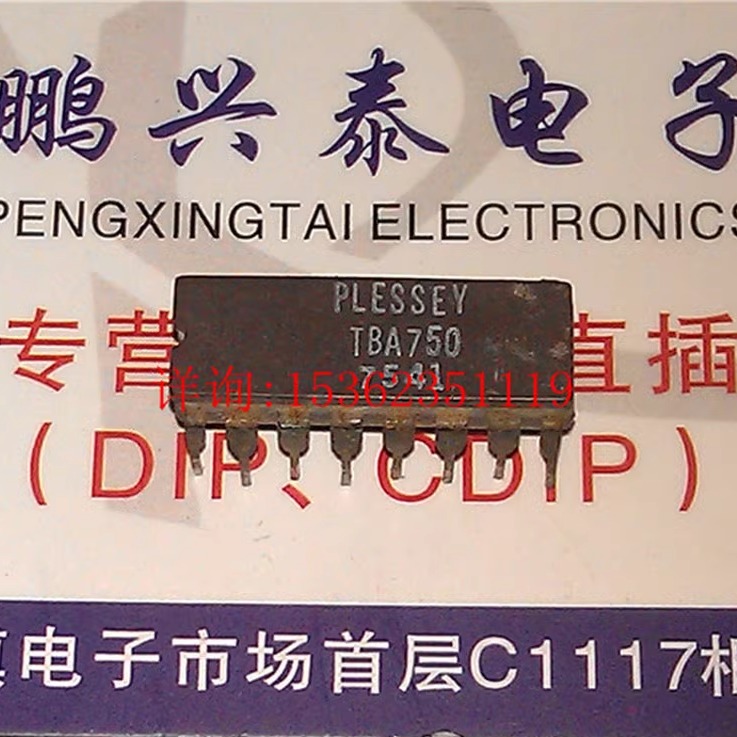 鹏兴泰电子
PENGXINGTAI ELECTRONICS
PLESSEY
TBA750
7541
专营 直插
详询:15362351119
(DIP、CDIP)
电子市场首层C1117